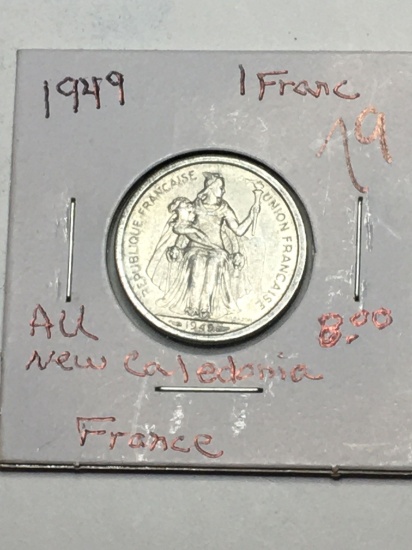 1949 1 Franc
79
REPUBLIQUE FRANCAISE UNION FRANCAISE
1949
AU 8.00
New Caledonia
France